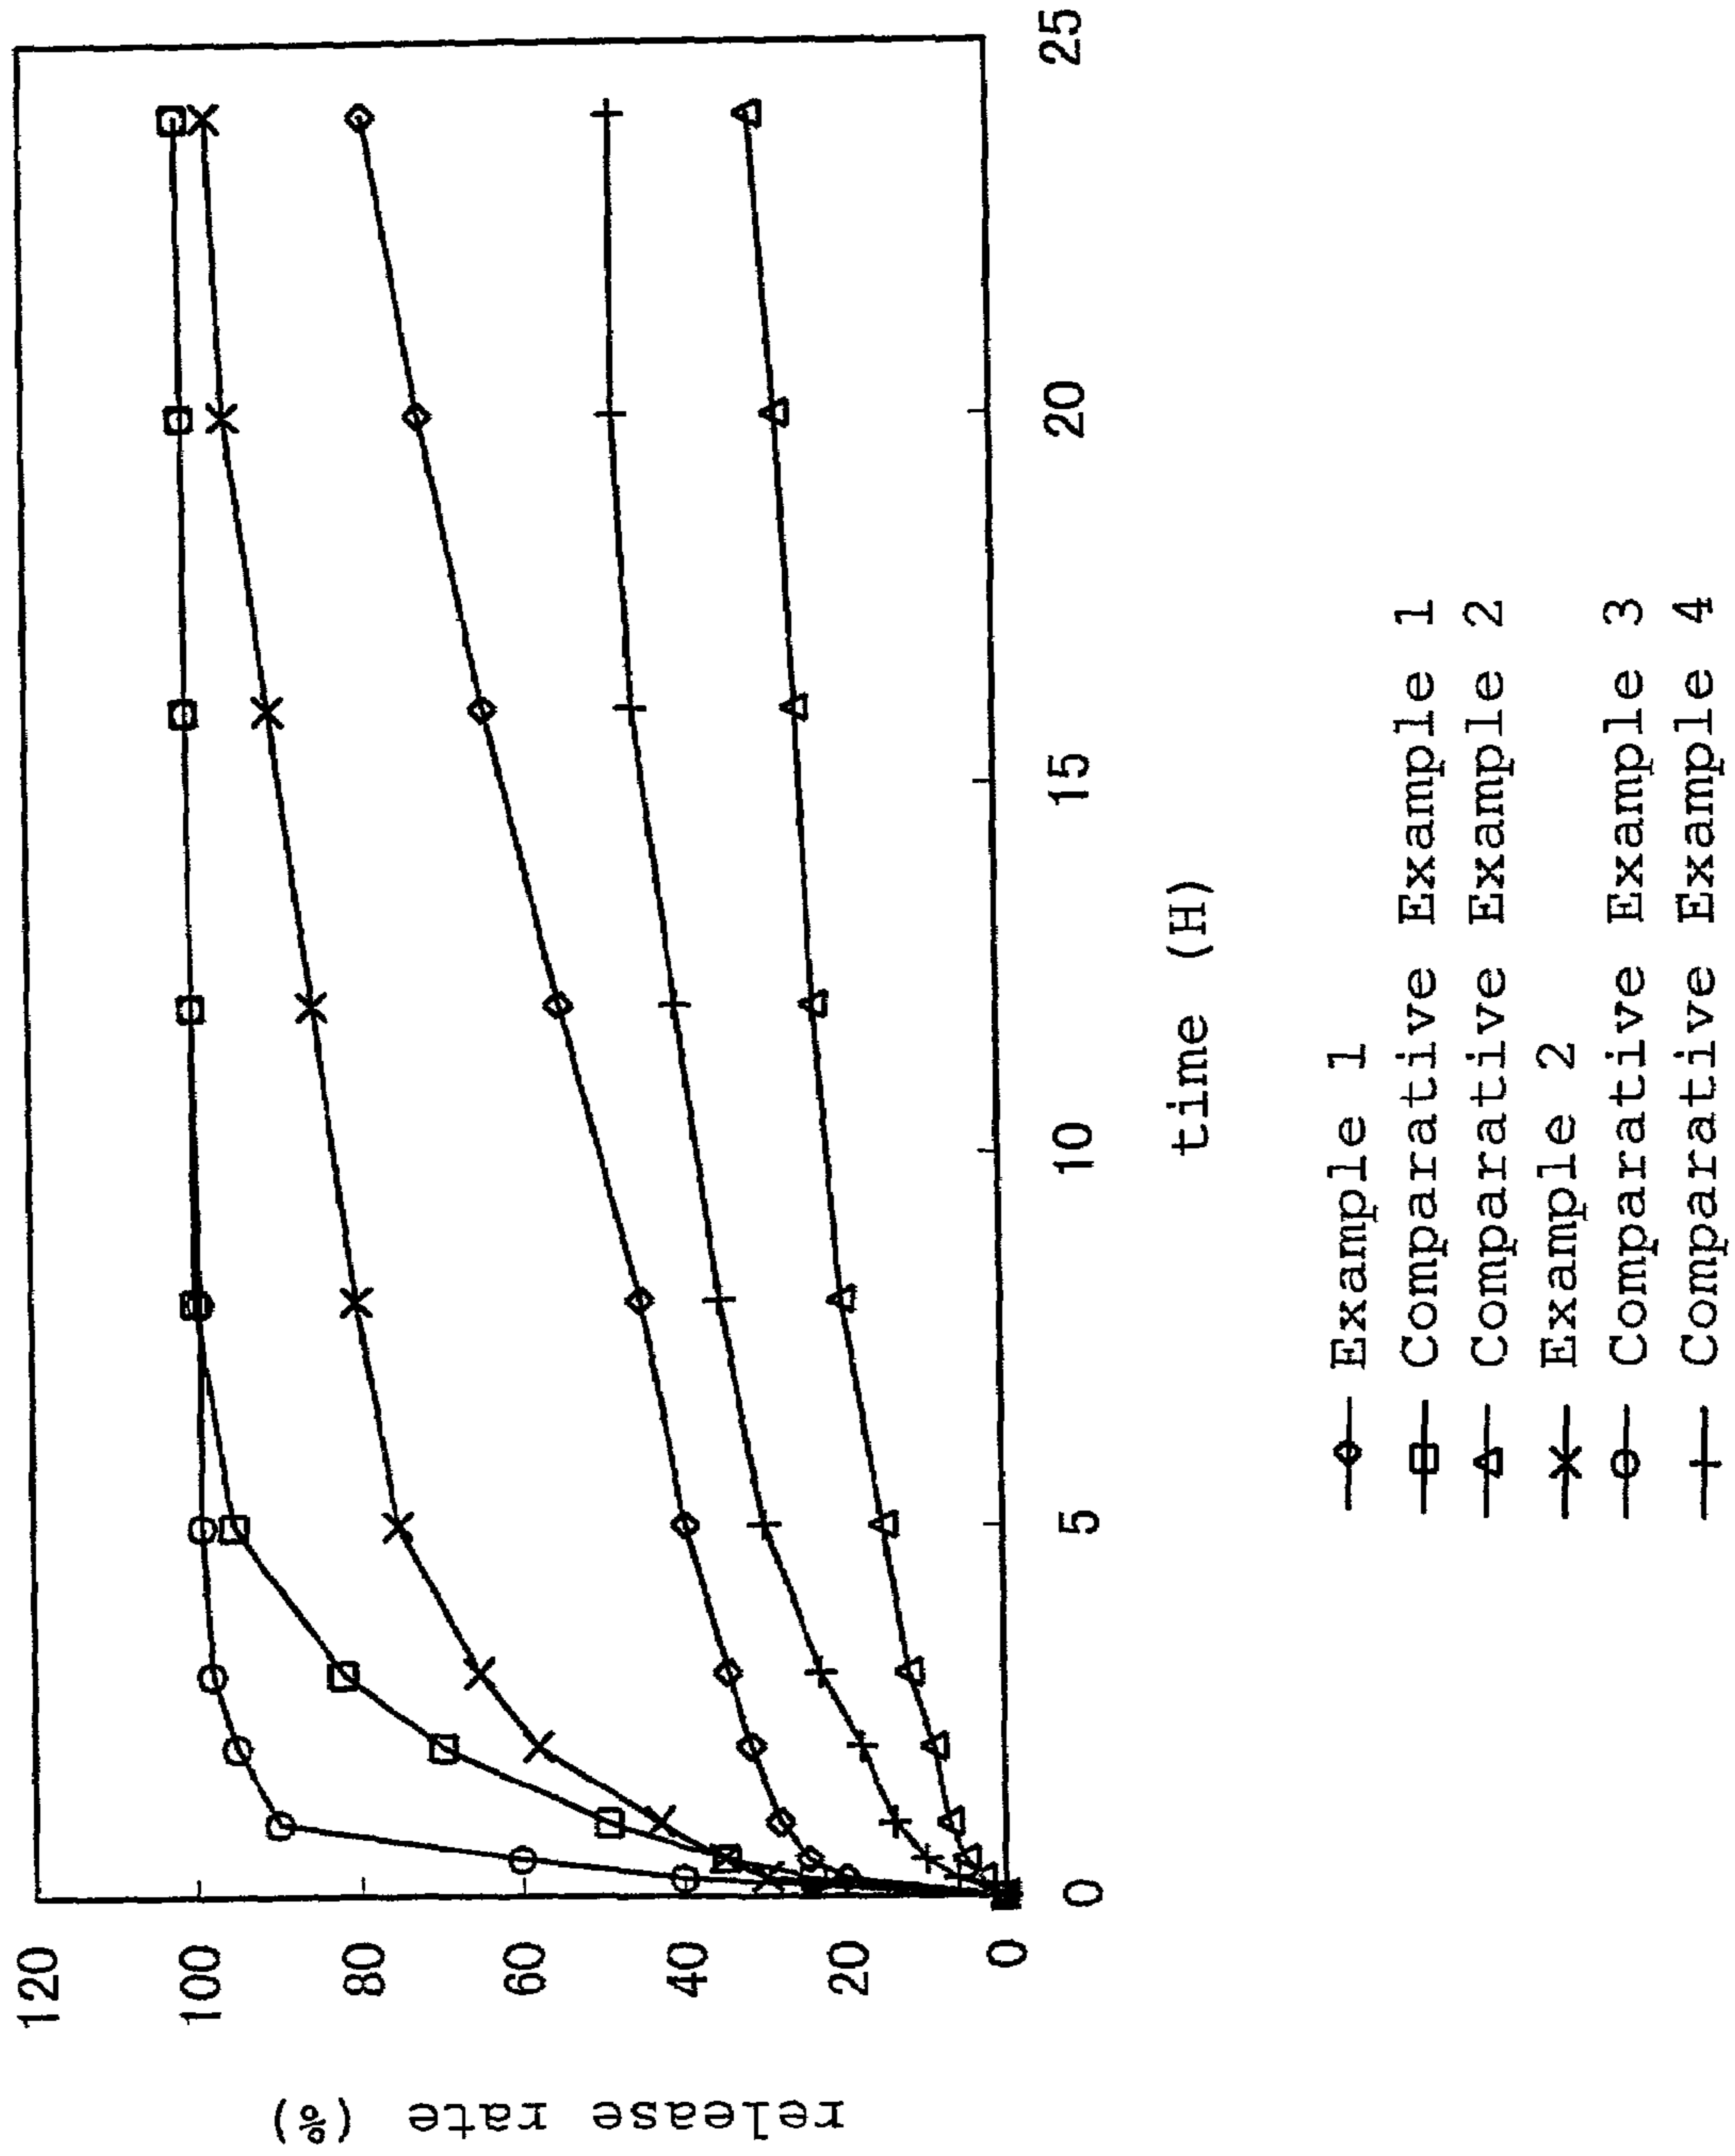 release rate (%)
120
100
80
60
40
20
0
0
5
10
15
20
25
time (H)
Example 1
Comparative Example 1
Comparative Example 2
Example 2
Comparative Example 3
Comparative Example 4